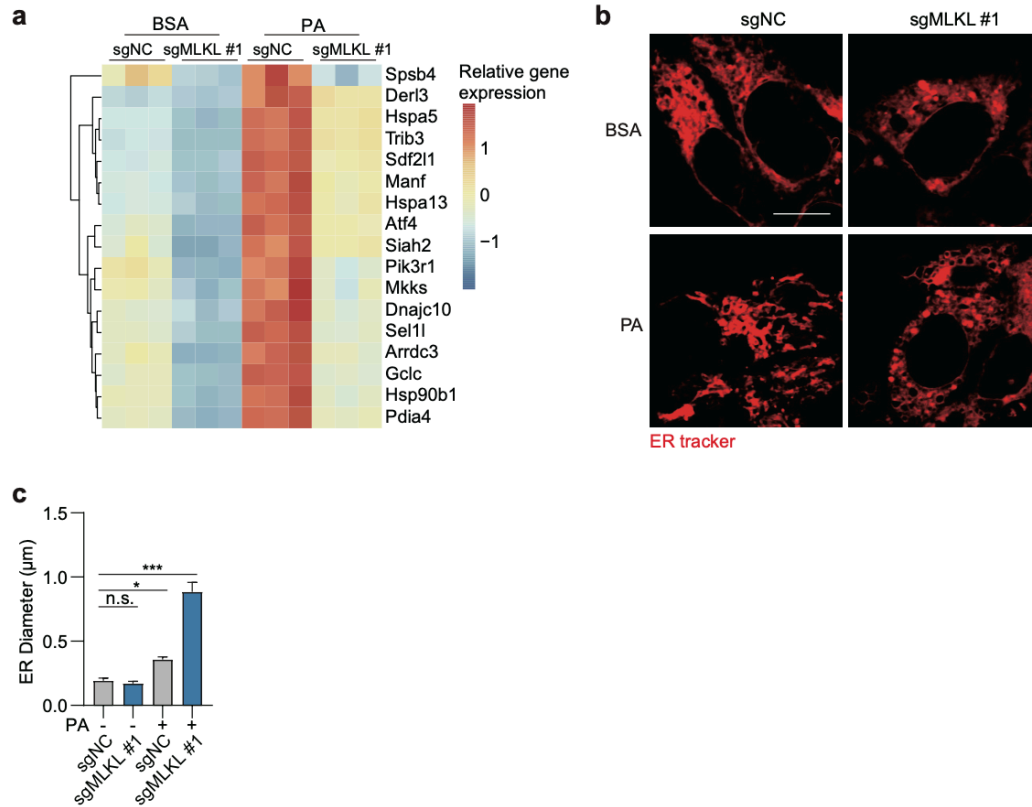 a
BSA PA
sgNC sgMLKL #1 sgNC sgMLKL #1
Relative gene
expression
1
0
−1
Spsb4
Derl3
Hspa5
Trib3
Sdf2l1
Manf
Hspa13
Atf4
Siah2
Pik3r1
Mkks
Dnajc10
Sel1l
Arrdc3
Gclc
Hsp90b1
Pdia4
b
sgNC sgMLKL #1
BSA
PA
ER tracker
c
ER Diameter (µm)
1.5
1.0
0.5
0.0
***
*
n.s.
PA - - + +
sgNC
sgMLKL #1
sgNC
sgMLKL #1